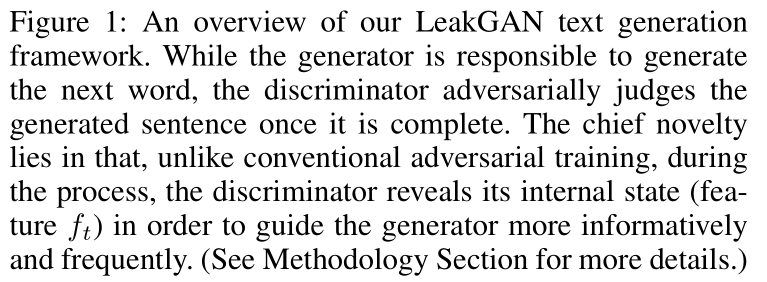 Figure 1: An overview of our LeakGAN text generation
framework. While the generator is responsible to generate
the next word, the discriminator adversarially judges the
generated sentence once it is complete. The chief novelty
lies in that, unlike conventional adversarial training, during
the process, the discriminator reveals its internal state (fea-
ture fₜ) in order to guide the generator more informatively
and frequently. (See Methodology Section for more details.)